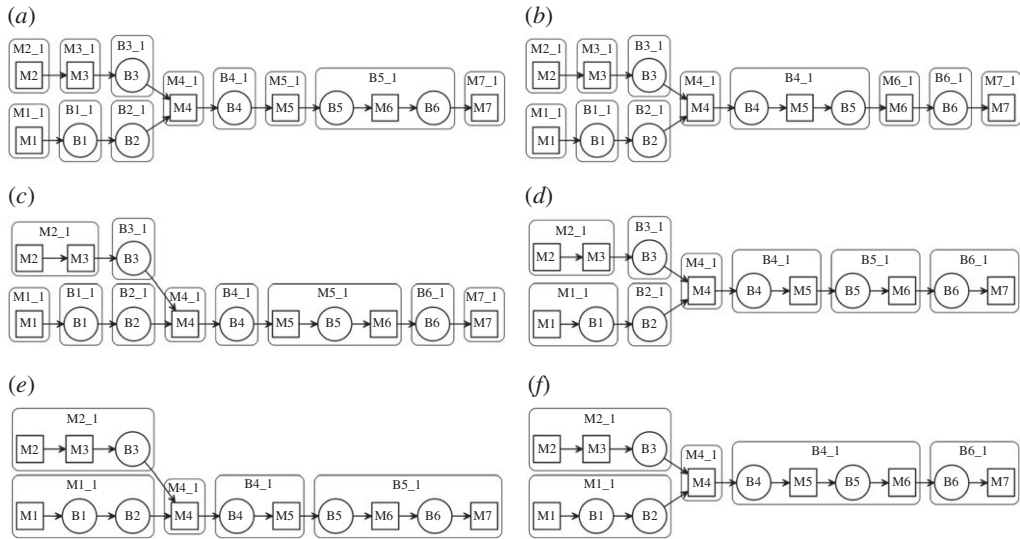 (a)
M2_1 M3_1 B3_1
M2 M3 B3
M4_1 B4_1 M5_1 B5_1 M7_1
M4 B4 M5 B5 M6 B6 M7
M1_1 B1_1 B2_1
M1 B1 B2
(b)
M2_1 M3_1 B3_1
M2 M3 B3
M4_1 B4_1 M6_1 B6_1 M7_1
M4 B4 M5 B5 M6 B6 M7
M1_1 B1_1 B2_1
M1 B1 B2
(c)
M2_1 B3_1
M2 M3 B3
M1_1 B1_1 B2_1 M4_1 B4_1 M5_1 B6_1 M7_1
M1 B1 B2 M4 B4 M5 B5 M6 B6 M7
(d)
M2_1 B3_1
M2 M3 B3
M4_1 B4_1 B5_1 B6_1
M4 B4 M5 B5 M6 B6 M7
M1_1 B2_1
M1 B1 B2
(e)
M2_1
M2 M3 B3
M1_1 M4_1 B4_1 B5_1
M1 B1 B2 M4 B4 M5 B5 M6 B6 M7
(f)
M2_1
M2 M3 B3
M4_1 B4_1 B6_1
M4 B4 M5 B5 M6 B6 M7
M1_1
M1 B1 B2